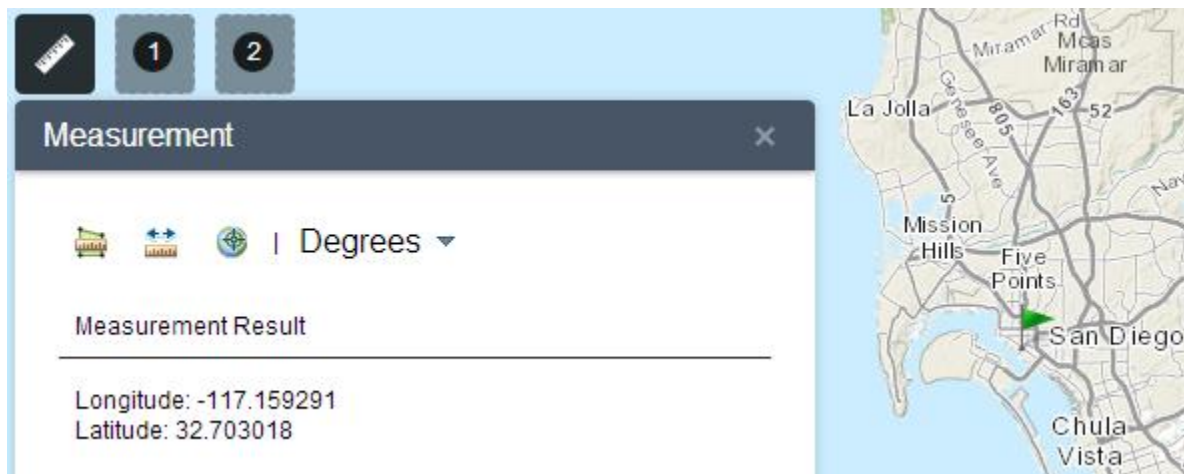 1
2
Measurement
×
| Degrees
Measurement Result
Longitude: -117.159291
Latitude: 32.703018
Miramar Rd
Mcas
Miramar
La Jolla
Genesee Ave
805
163
52
5
Nav
Mission
Hills
Five
Points
San Diego
Chula
Vista